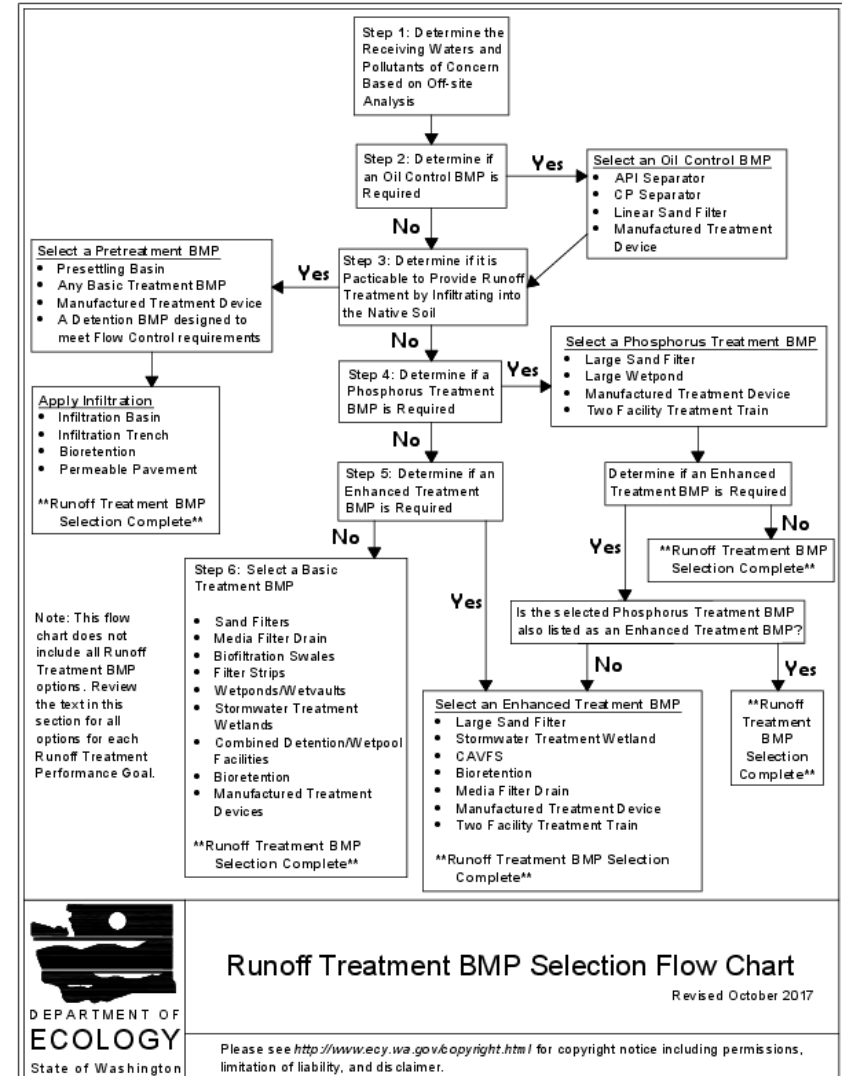 Step 1: Determine the
Receiving Waters and
Pollutants of Concern
Based on Off-site
Analysis
Step 2: Determine if
an Oil Control BMP is
Required
Yes
Select an Oil Control BMP
• API Separator
• CP Separator
• Linear Sand Filter
• Manufactured Treatment
Device
No
Select a Pretreatment BMP
• Presettling Basin
• Any Basic Treatment BMP
• Manufactured Treatment Device
• A Detention BMP designed to
meet Flow Control requirements
Yes
Step 3: Determine if it is
Pacticable to Provide Runoff
Treatment by Infiltrating into
the Native Soil
No
Select a Phosphorus Treatment BMP
• Large Sand Filter
• Large Wetpond
• Manufactured Treatment Device
• Two Facility Treatment Train
Step 4: Determine if a
Phosphorus Treatment
BMP is Required
Yes
Apply Infiltration
• Infiltration Basin
• Infiltration Trench
• Bioretention
• Permeable Pavement
**Runoff Treatment BMP
Selection Complete**
No
Step 5: Determine if an
Enhanced Treatment
BMP is Required
Determine if an Enhanced
Treatment BMP is Required
No
Yes
No
**Runoff Treatment BMP
Selection Complete**
Step 6: Select a Basic
Treatment BMP
• Sand Filters
• Media Filter Drain
• Biofiltration Swales
• Filter Strips
• Wetponds/Wetvaults
• Stormwater Treatment
Wetlands
• Combined Detention/Wetpool
Facilities
• Bioretention
• Manufactured Treatment
Devices
**Runoff Treatment BMP
Selection Complete**
Yes
Is the selected Phosphorus Treatment BMP
also listed as an Enhanced Treatment BMP?
No
Yes
Note: This flow
chart does not
include all Runoff
Treatment BMP
options. Review
the text in this
section for all
options for each
Runoff Treatment
Performance Goal.
Select an Enhanced Treatment BMP
• Large Sand Filter
• Stormwater Treatment Wetland
• CAVFS
• Bioretention
• Media Filter Drain
• Manufactured Treatment Device
• Two Facility Treatment Train
**Runoff Treatment BMP Selection
Complete**
**Runoff
Treatment
BMP
Selection
Complete**
DEPARTMENT OF
ECOLOGY
State of Washington
Runoff Treatment BMP Selection Flow Chart
Revised October 2017
Please see http://www.ecy.wa.gov/copyright.html for copyright notice including permissions,
limitation of liability, and disclaimer.